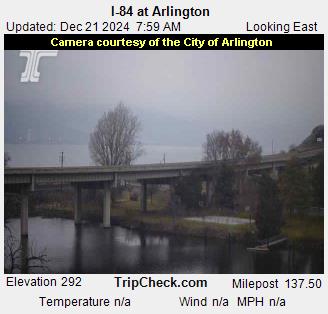 I-84 at Arlington
Updated: Dec 21 2024 7:59 AM Looking East
Camera courtesy of the City of Arlington
Elevation 292 TripCheck.com Milepost 137.50
Temperature n/a Wind n/a MPH n/a